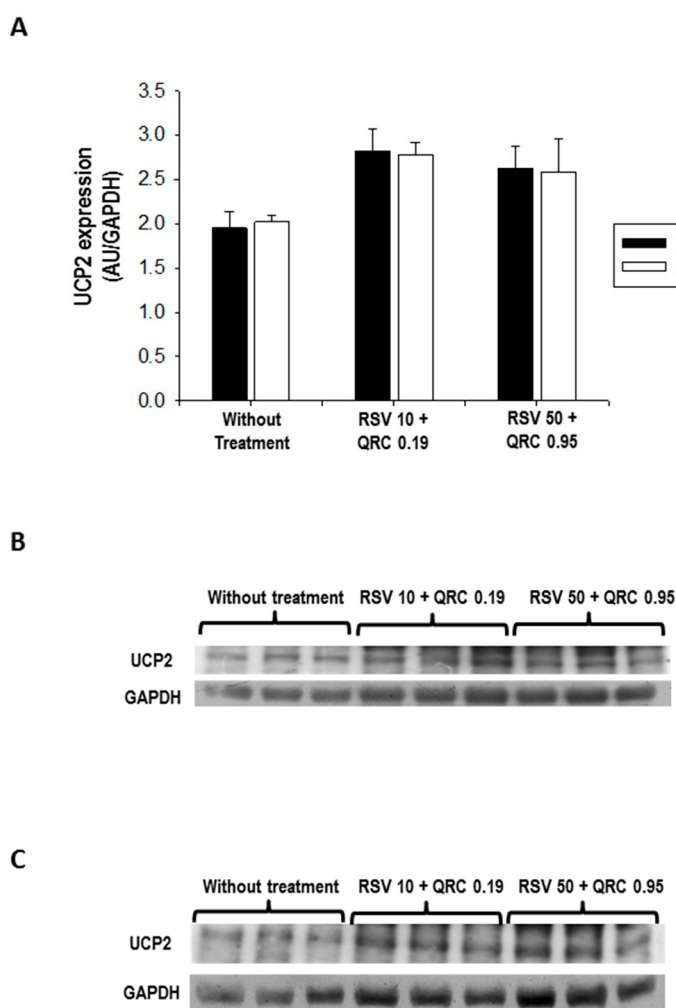 A
UCP2 expression
(AU/GAPDH)
3.5
3.0
2.5
2.0
1.5
1.0
0.5
0.0
Without
Treatment
RSV 10 +
QRC 0.19
RSV 50 +
QRC 0.95
B
Without treatment RSV 10 + QRC 0.19 RSV 50 + QRC 0.95
UCP2
GAPDH
C
Without treatment RSV 10 + QRC 0.19 RSV 50 + QRC 0.95
UCP2
GAPDH